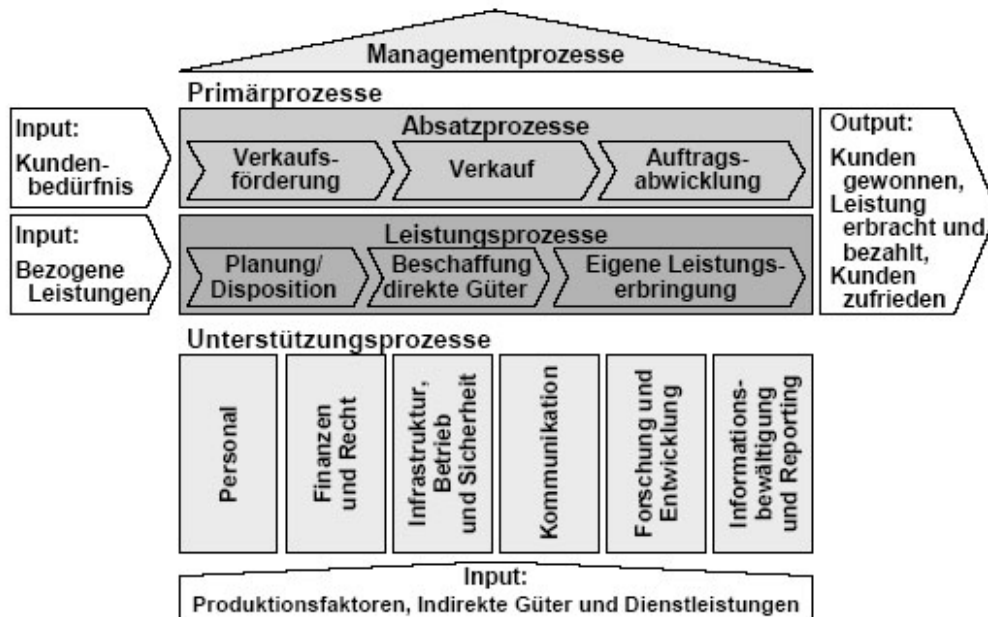 Managementprozesse
Primärprozesse
Input:
Kunden-
bedürfnis
Absatzprozesse
Verkaufs-
förderung
Verkauf
Auftrags-
abwicklung
Input:
Bezogene
Leistungen
Leistungsprozesse
Planung/
Disposition
Beschaffung
direkte Güter
Eigene Leistungs-
erbringung
Output:
Kunden
gewonnen,
Leistung
erbracht und
bezahlt,
Kunden
zufrieden
Unterstützungsprozesse
Personal
Finanzen
und Recht
Infrastruktur,
Betrieb
und Sicherheit
Kommunikation
Forschung und
Entwicklung
Informations-
bewältigung
und Reporting
Input:
Produktionsfaktoren, Indirekte Güter und Dienstleistungen